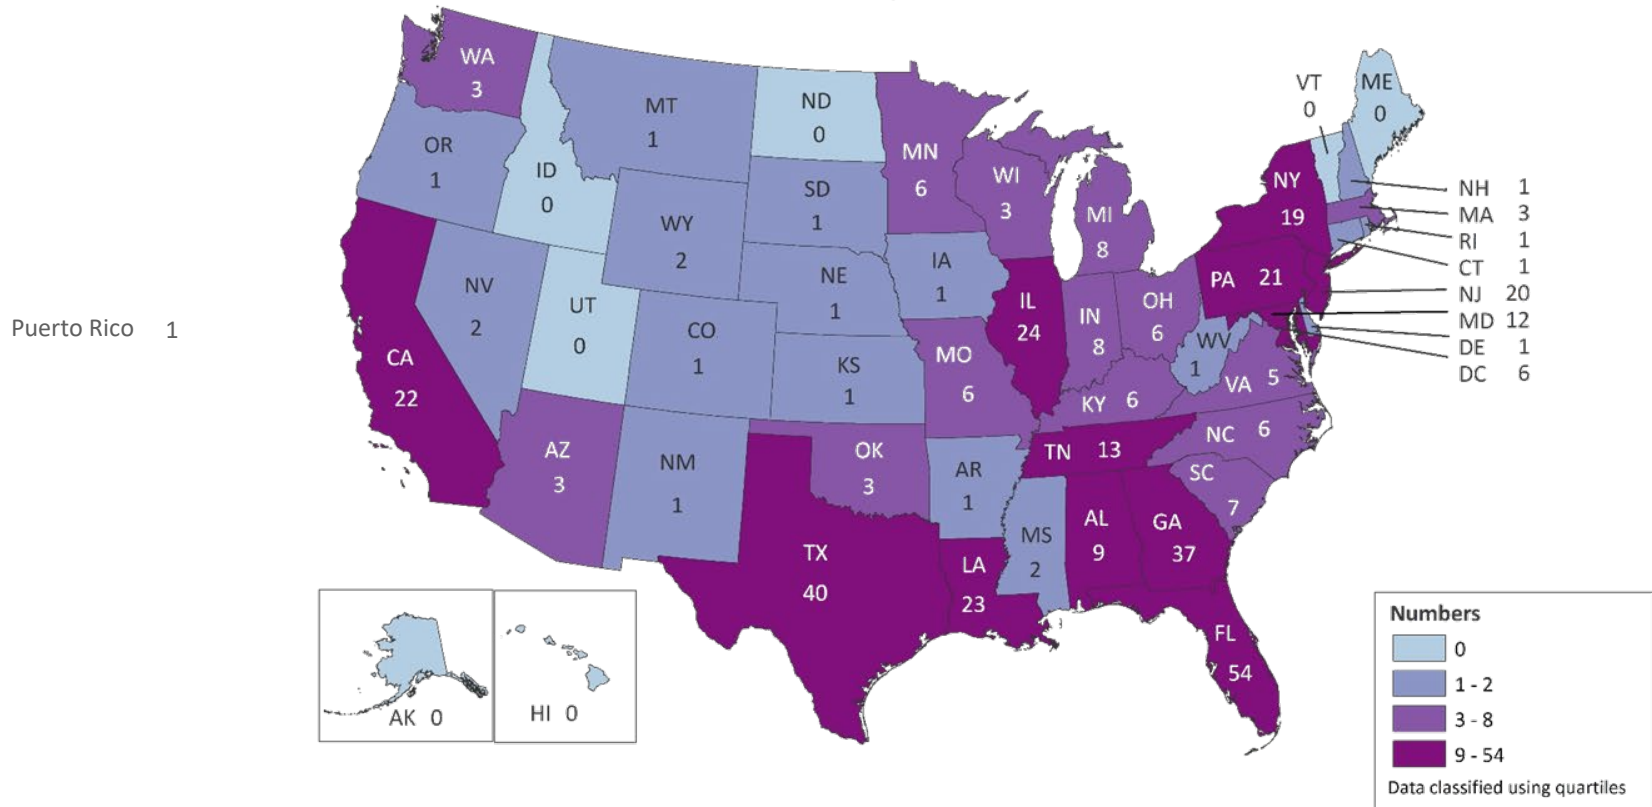 WA
3
OR
1
ID
0
MT
1
ND
0
SD
1
WY
2
NE
1
NV
2
UT
0
CO
1
KS
1
CA
22
AZ
3
NM
1
OK
3
TX
40
MN
6
WI
3
MI
8
IA
1
IL
24
IN
8
OH
6
MO
6
KY 6
WV
1
VA 5
TN 13
NC 6
SC
7
AR
1
MS
2
AL
9
GA
37
LA
23
FL
54
NY
19
PA 21
VT
0
ME
0
NH 1
MA 3
RI 1
CT 1
NJ 20
MD 12
DE 1
DC 6
Puerto Rico 1
AK 0
HI 0
Numbers
0
1 - 2
3 - 8
9 - 54
Data classified using quartiles